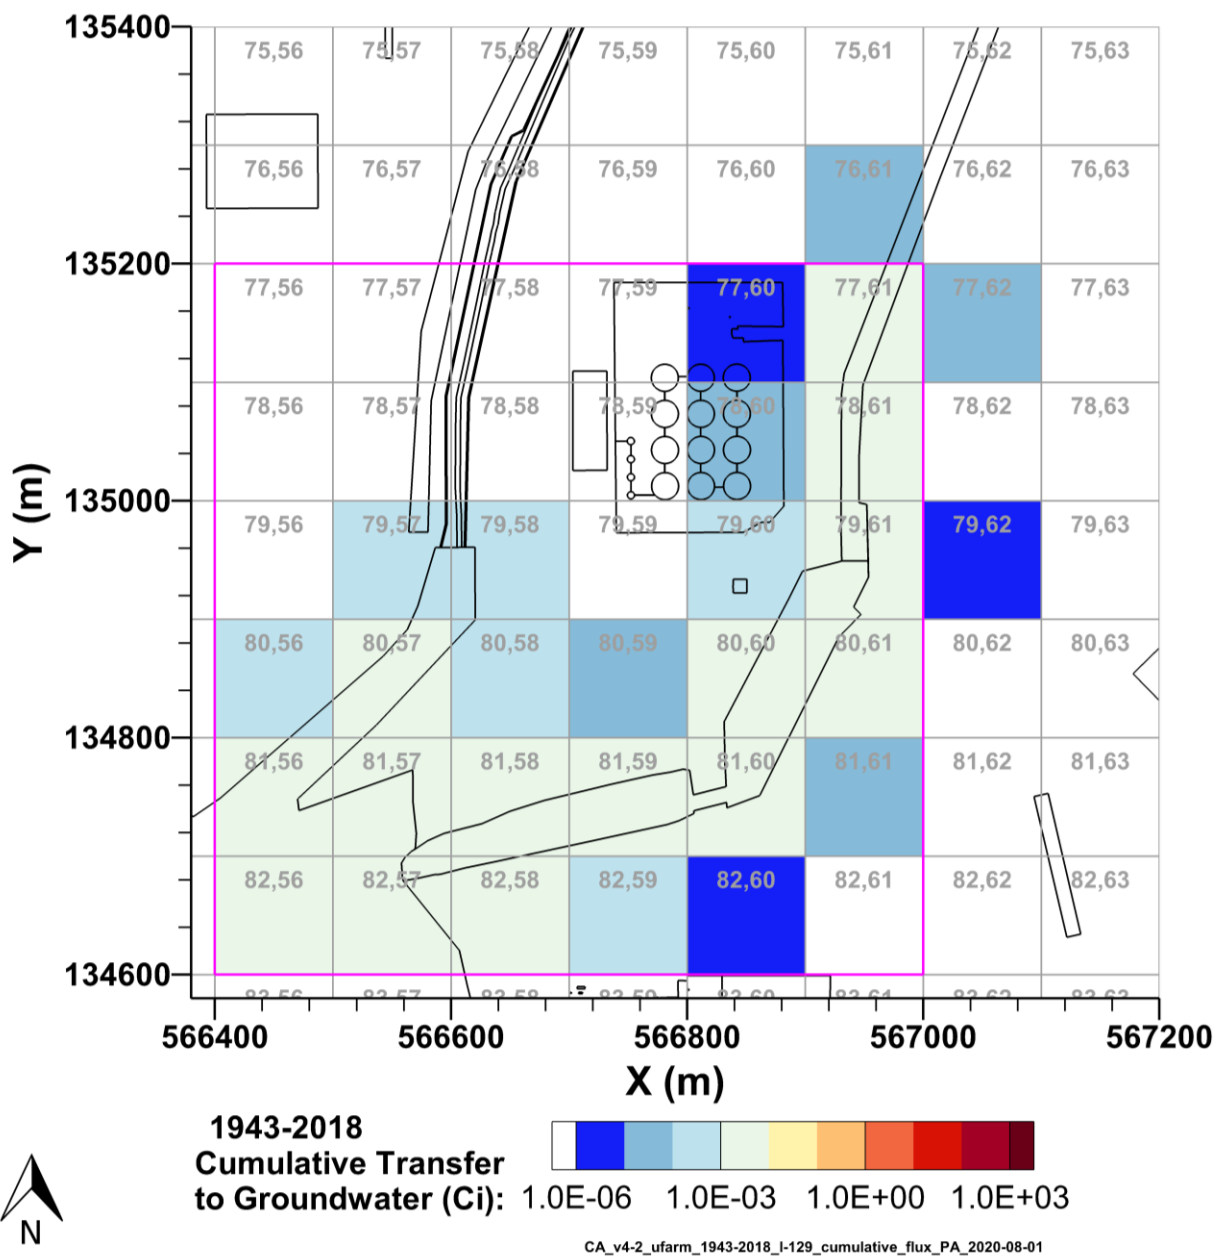 135400
75,56 75,57 75,58 75,59 75,60 75,61 75,62 75,63
76,56 76,57 76,58 76,59 76,60 76,61 76,62 76,63
135200
77,56 77,57 77,58 77,59 77,60 77,61 77,62 77,63
78,56 78,57 78,58 78,59 78,60 78,61 78,62 78,63
135000
79,56 79,57 79,58 79,59 79,60 79,61 79,62 79,63
Y (m)
80,56 80,57 80,58 80,59 80,60 80,61 80,62 80,63
134800
81,56 81,57 81,58 81,59 81,60 81,61 81,62 81,63
82,56 82,57 82,58 82,59 82,60 82,61 82,62 82,63
134600
566400 566600 566800 567000 567200
X (m)
1943-2018
Cumulative Transfer
to Groundwater (Ci):
1.0E-06 1.0E-03 1.0E+00 1.0E+03
N
CA_v4-2_ufarm_1943-2018_I-129_cumulative_flux_PA_2020-08-01